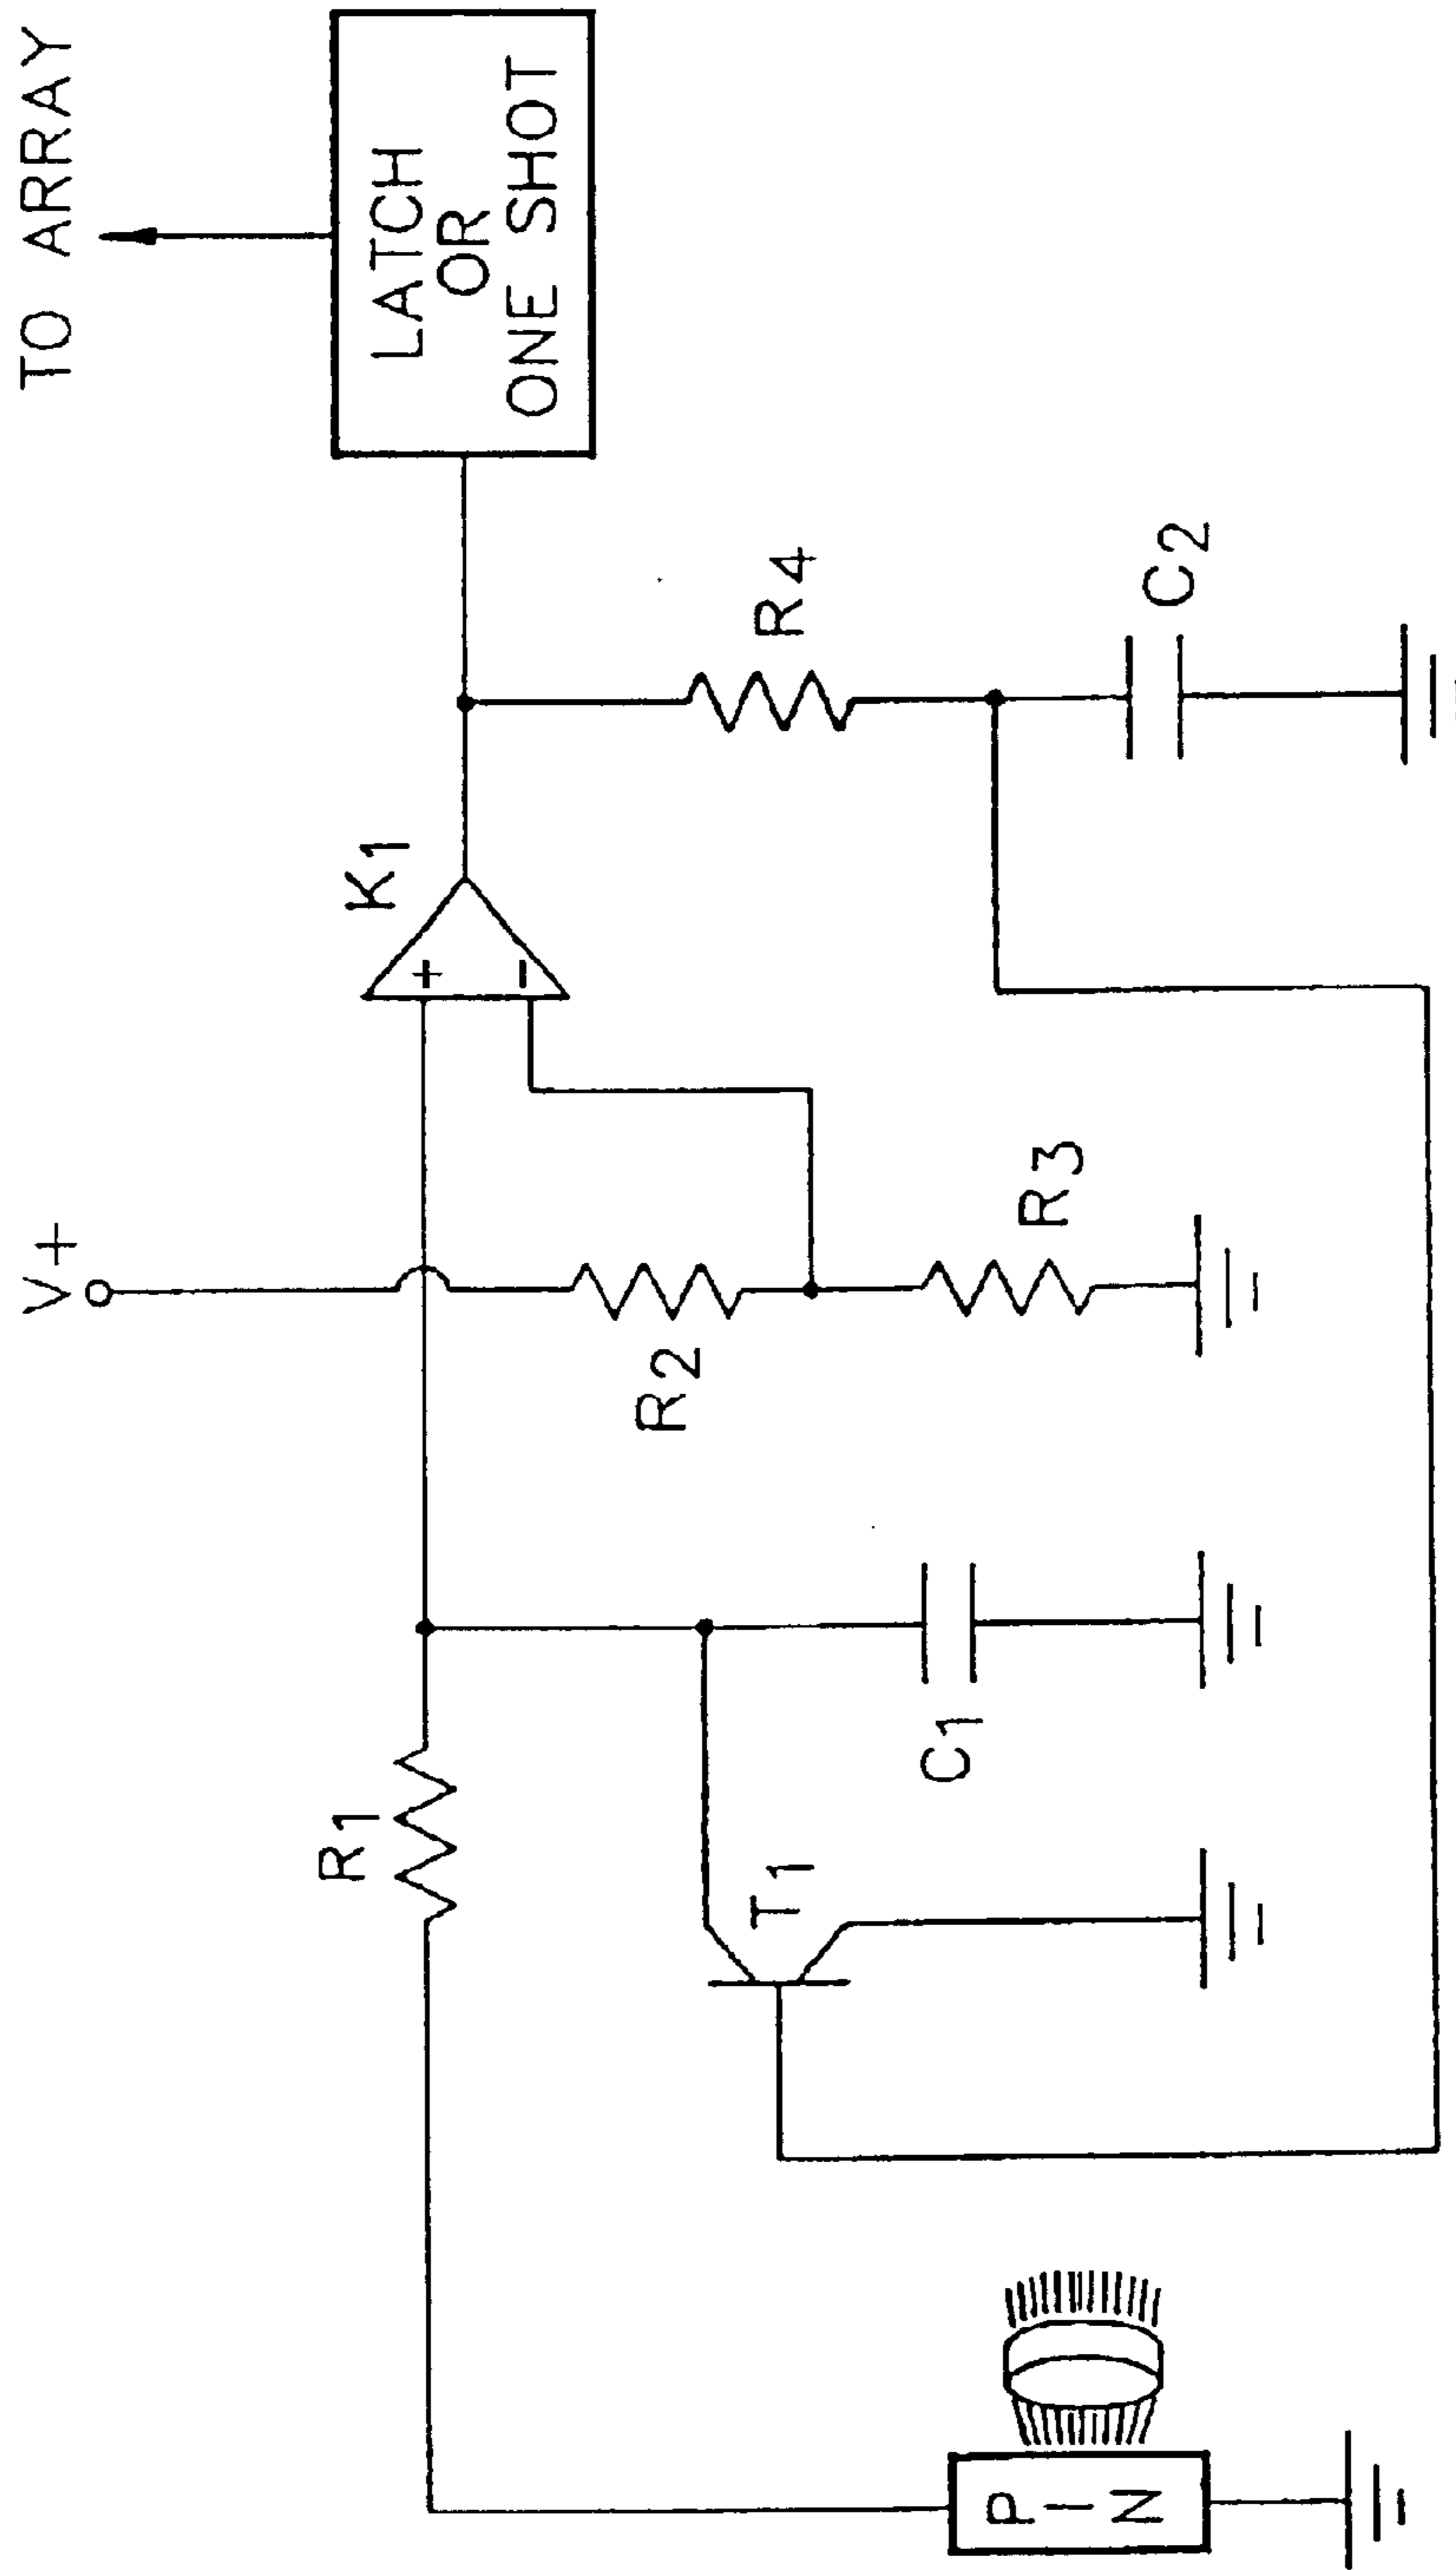 TO ARRAY
LATCH
OR
ONE SHOT
V+
K1
+
-
R1
R2
R3
R4
C1
C2
T1
P
I
N